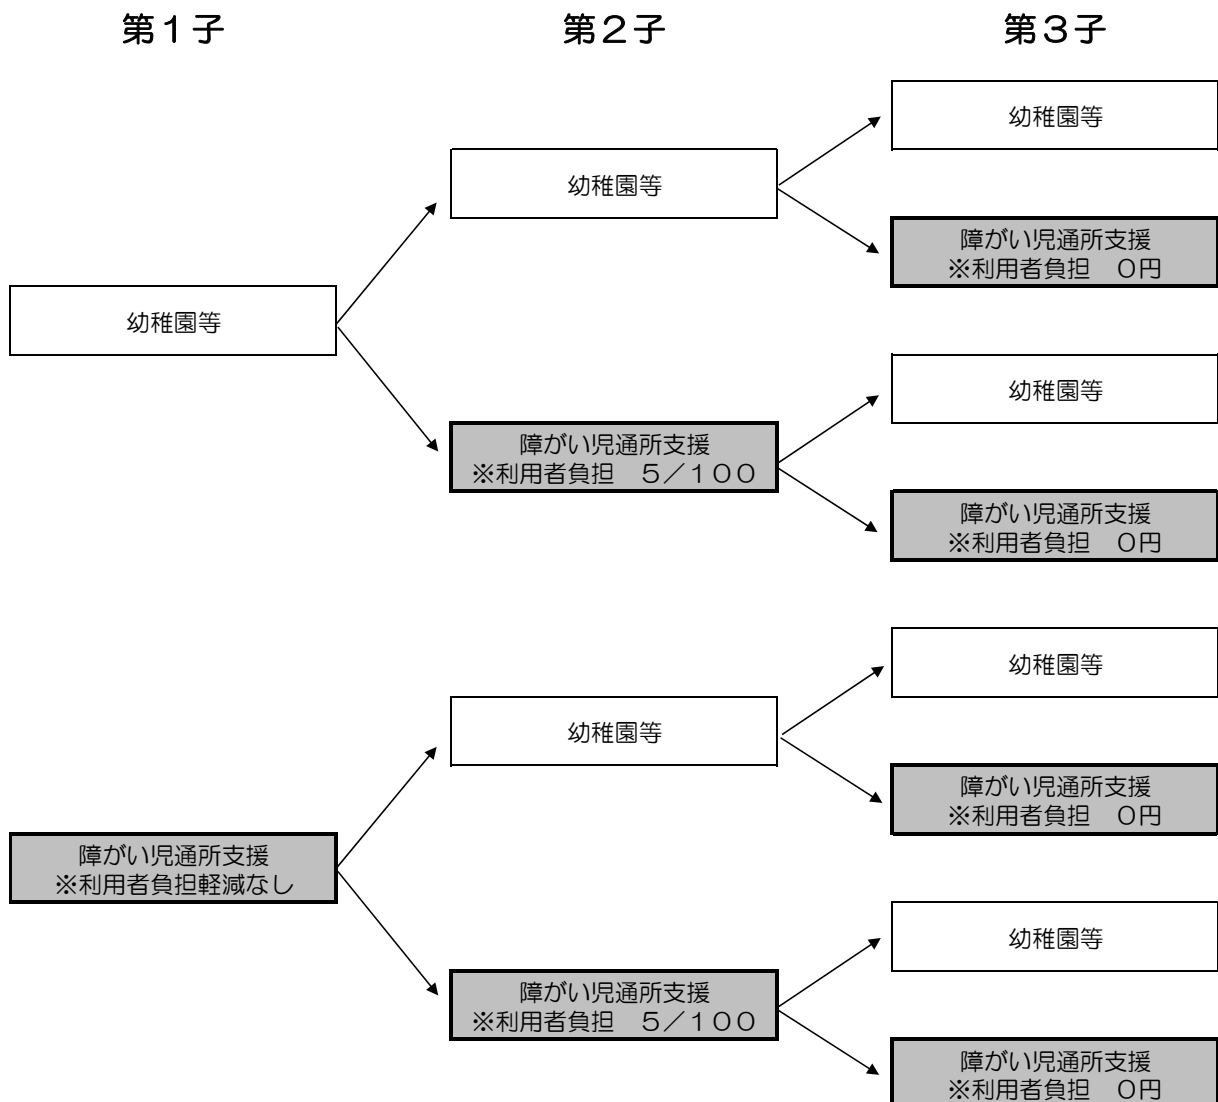 第１子
第２子
第３子
幼稚園等
幼稚園等
障がい児通所支援
※利用者負担　０円
幼稚園等
幼稚園等
障がい児通所支援
※利用者負担　５／１００
障がい児通所支援
※利用者負担　０円
幼稚園等
幼稚園等
障がい児通所支援
※利用者負担　０円
障がい児通所支援
※利用者負担軽減なし
幼稚園等
障がい児通所支援
※利用者負担　５／１００
障がい児通所支援
※利用者負担　０円